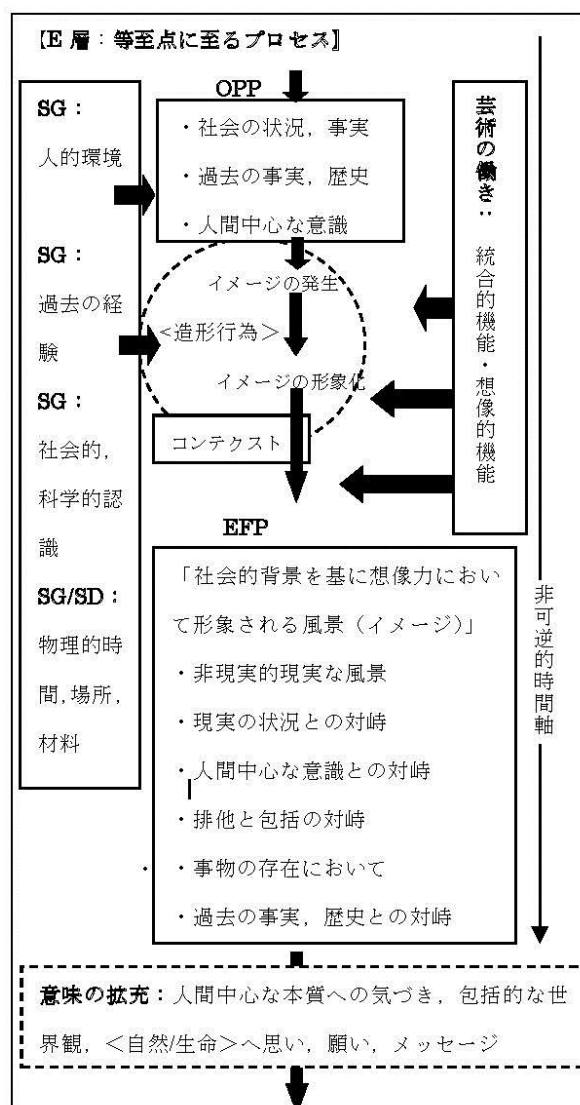 【E 層：等至点に至るプロセス】
OPP
・社会の状況，事実
・過去の事実，歴史
・人間中心な意識
SG：
人的環境
SG：
過去の経
験
SG：
社会的，
科学的認
識
SG/SD：
物理的時
間，場所，
材料
イメージの発生
＜造形行為＞
イメージの形象化
コンテクスト
芸術の働き：統合的機能・想像的機能
EFP
「社会的背景を基に想像力におい
て形象される風景（イメージ）」
・非現実的現実な風景
・現実の状況との対峙
・人間中心な意識との対峙
・排他と包括の対峙
・事物の存在において
・過去の事実，歴史との対峙
非可逆的時間軸
意味の拡充：人間中心な本質への気づき，包括的な世
界観，＜自然/生命＞へ思い，願い，メッセージ